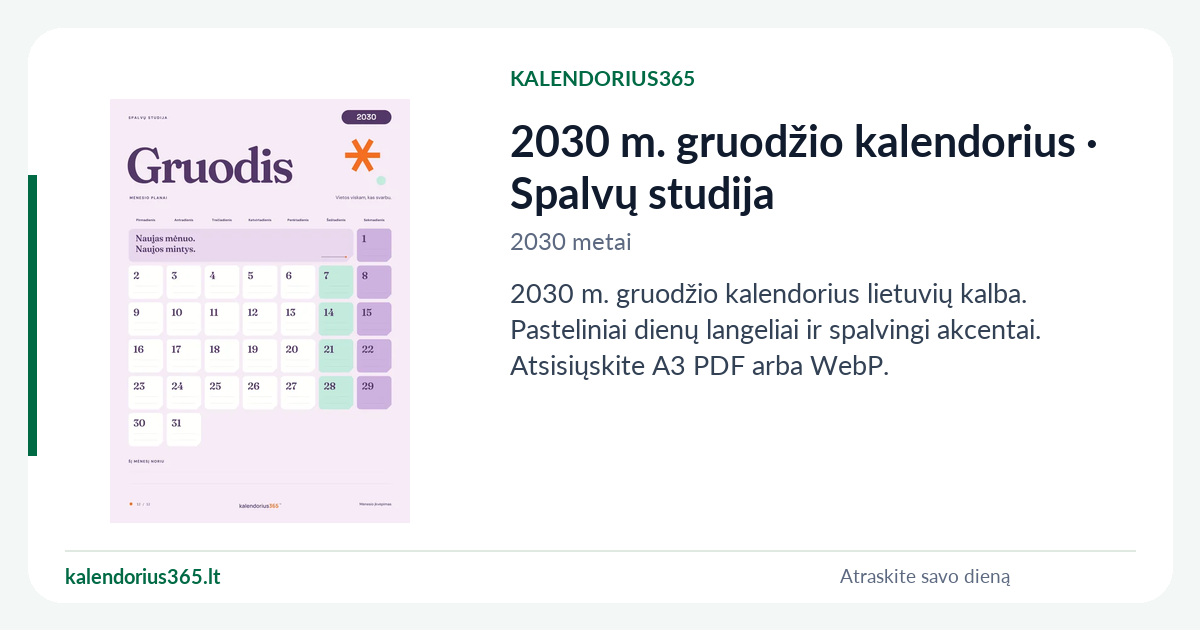 KALENDORIUS365
2030 m. gruodžio kalendorius ·
Spalvų studija
2030 metai
2030 m. gruodžio kalendorius lietuvių kalba.
Pasteliniai dienų langeliai ir spalvingi akcentai.
Atsisiųskite A3 PDF arba WebP.
SPALVŲ STUDIJA
2030
Gruodis
MĖNESIO PLANAI
Vietos viskam, kas svarbu.
Pirmadienis Antradienis Trečiadienis Ketvirtadienis Penktadienis Šeštadienis Sekmadienis
Naujas mėnuo.
Naujos mintys.
1
2 3 4 5 6 7 8
9 10 11 12 13 14 15
16 17 18 19 20 21 22
23 24 25 26 27 28 29
30 31
ŠĮ MĖNESĮ NORIU
12 / 12
kalendorius365
kalendorius365.lt
Atraskite savo dieną